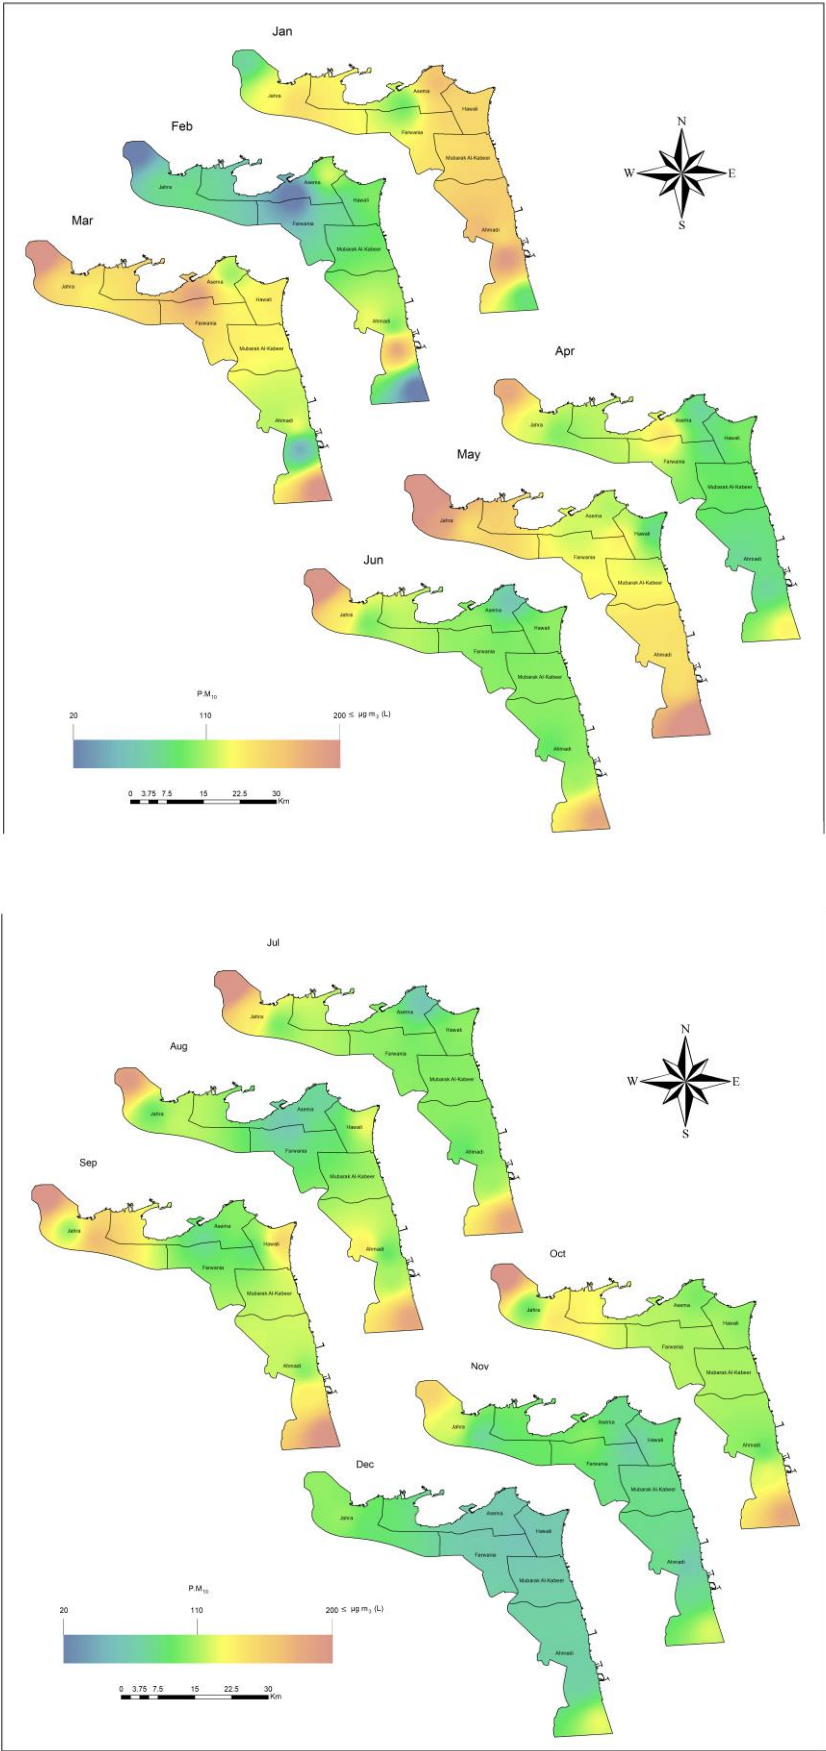 Jan
Jahra
Asema
Hawali
Farwania
Mubarak Al-Kabeer
Ahmadi
N
W
E
S
Feb
Jahra
Asema
Hawali
Farwania
Mubarak Al-Kabeer
Ahmadi
Mar
Jahra
Asema
Hawali
Farwania
Mubarak Al-Kabeer
Ahmadi
Apr
Jahra
Asema
Hawali
Farwania
Mubarak Al-Kabeer
Ahmadi
May
Jahra
Asema
Hawali
Farwania
Mubarak Al-Kabeer
Ahmadi
Jun
Jahra
Asema
Hawali
Farwania
Mubarak Al-Kabeer
Ahmadi
P.M10
20 110 200 ≤ µg m3 (L)
0 3.75 7.5 15 22.5 30 Km
Jul
Jahra
Asema
Hawali
Farwania
Mubarak Al-Kabeer
Ahmadi
N
W
E
S
Aug
Jahra
Asema
Hawali
Farwania
Mubarak Al-Kabeer
Ahmadi
Sep
Jahra
Asema
Hawali
Farwania
Mubarak Al-Kabeer
Ahmadi
Oct
Jahra
Asema
Hawali
Farwania
Mubarak Al-Kabeer
Ahmadi
Nov
Jahra
Asema
Hawali
Farwania
Mubarak Al-Kabeer
Ahmadi
Dec
Jahra
Asema
Hawali
Farwania
Mubarak Al-Kabeer
Ahmadi
P.M10
20 110 200 ≤ µg m3 (L)
0 3.75 7.5 15 22.5 30 Km